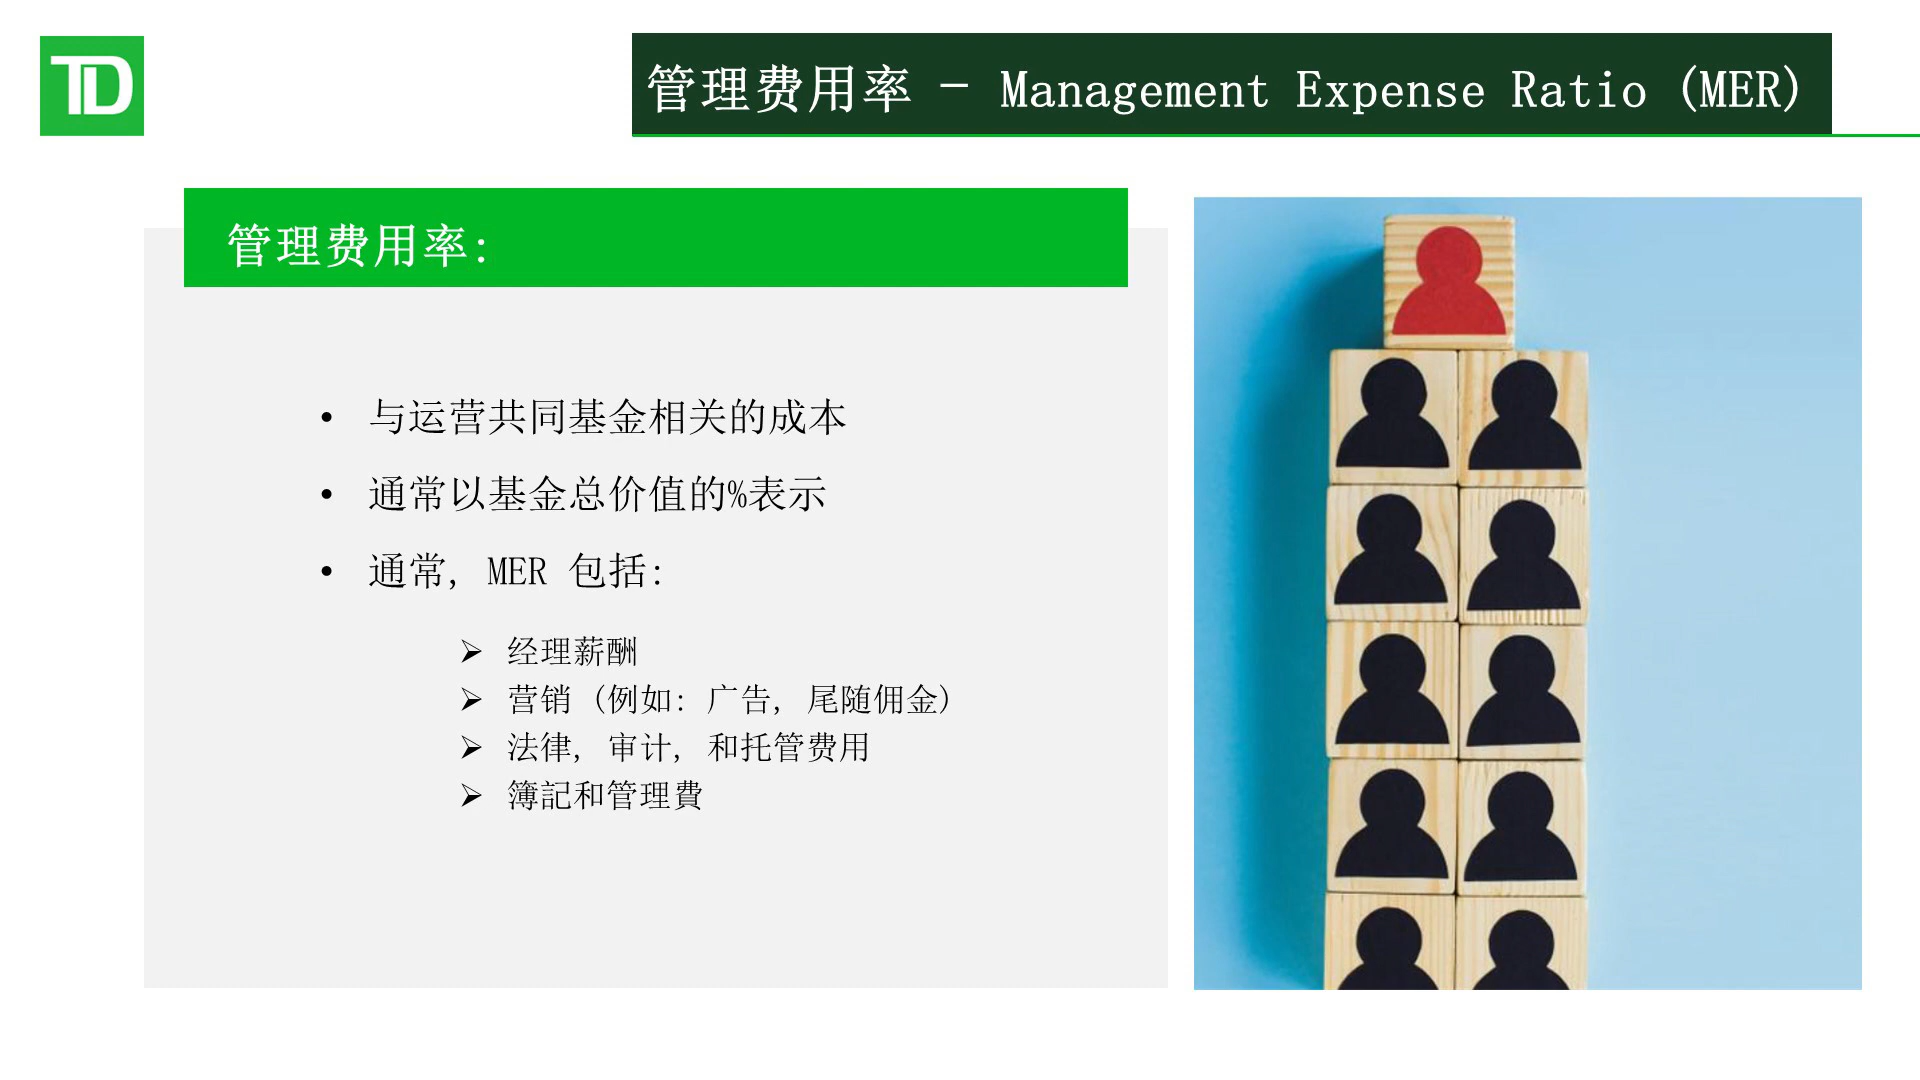 TD
管理费用率 - Management Expense Ratio (MER)
管理费用率:
• 与运营共同基金相关的成本
• 通常以基金总价值的%表示
• 通常, MER 包括:
➢ 经理薪酬
➢ 营销 (例如: 广告, 尾随佣金)
➢ 法律, 审计, 和托管费用
➢ 簿記和管理費